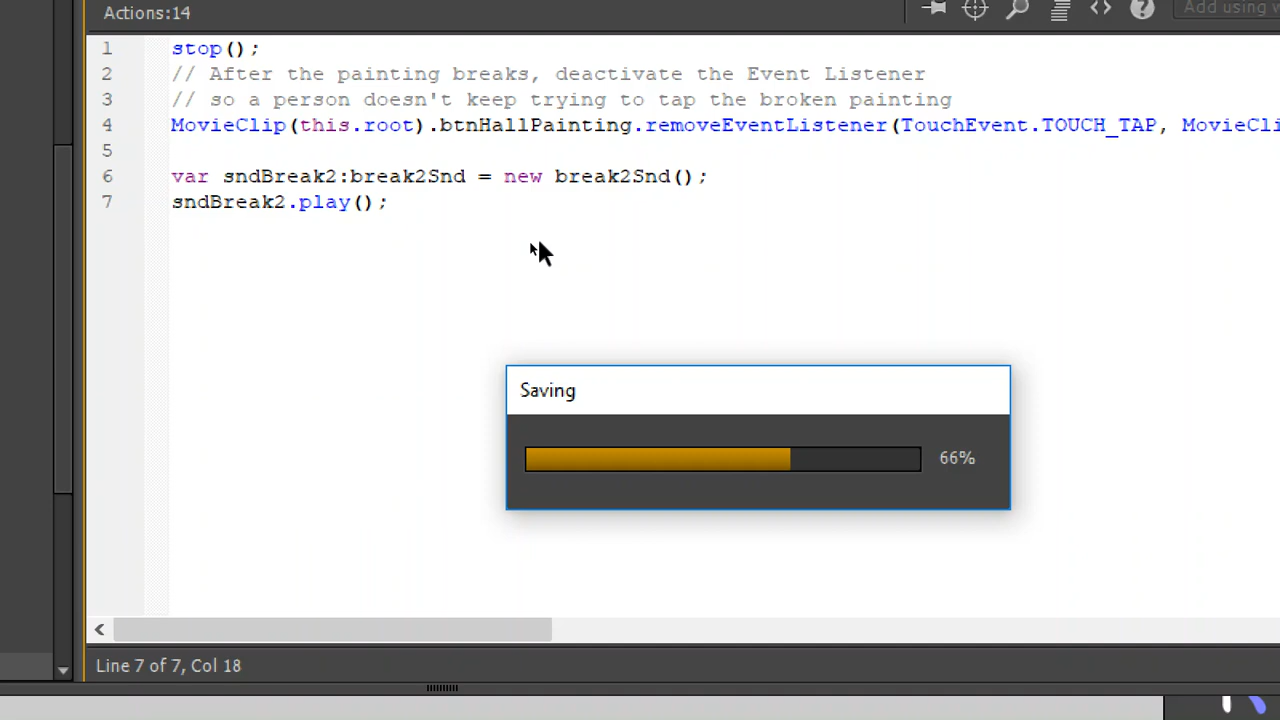 Actions:14
Add using w
1 stop();
2 // After the painting breaks, deactivate the Event Listener
3 // so a person doesn't keep trying to tap the broken painting
4 MovieClip(this.root).btnHallPainting.removeEventListener(TouchEvent.TOUCH_TAP, MovieCli
5
6 var sndBreak2:break2Snd = new break2Snd();
7 sndBreak2.play();
Saving
66%
Line 7 of 7, Col 18